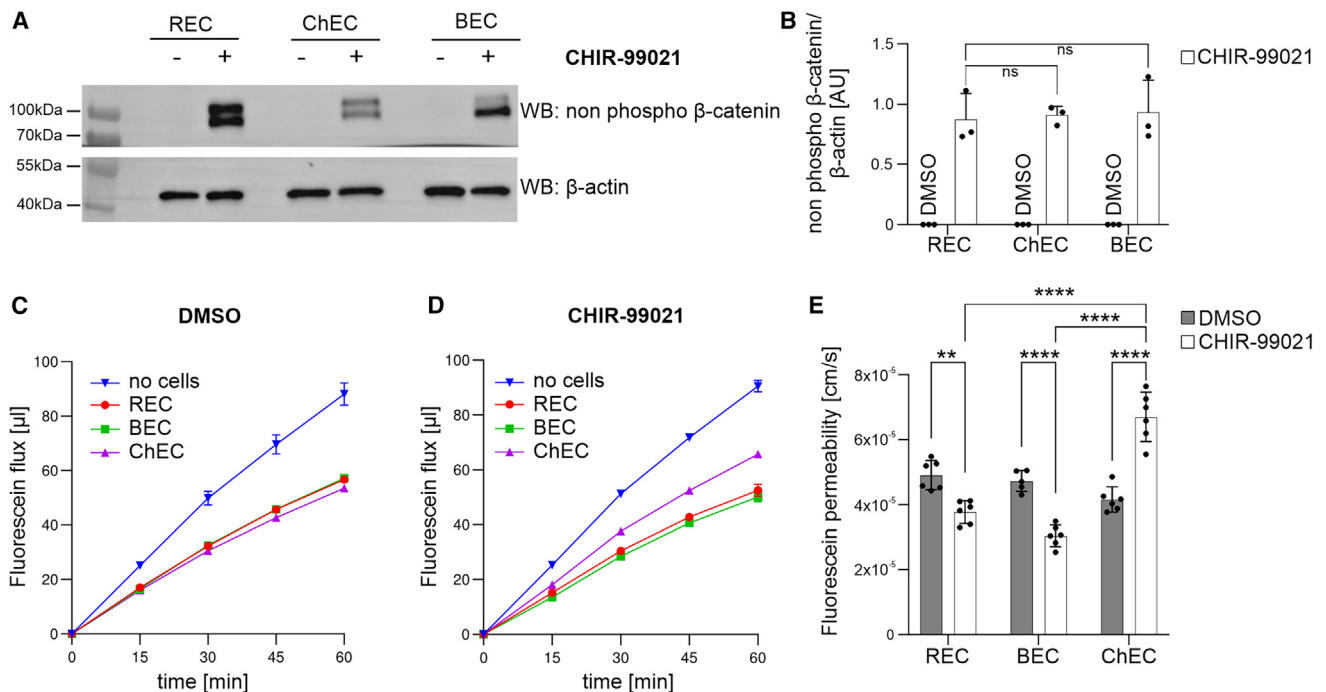 A
REC ChEC BEC
- + - + - + CHIR-99021
100kDa
70kDa
WB: non phospho β-catenin
55kDa
40kDa
WB: β-actin
B
non phospho β-catenin/
β-actin [AU]
1.5
1.0
0.5
0
ns
ns
CHIR-99021
DMSO DMSO DMSO
REC ChEC BEC
C
DMSO
Fluorescein flux [µl]
100
80
60
40
20
0
no cells
REC
BEC
ChEC
0 15 30 45 60
time [min]
D
CHIR-99021
Fluorescein flux [µl]
100
80
60
40
20
0
no cells
REC
BEC
ChEC
0 15 30 45 60
time [min]
E
Fluorescein permeability [cm/s]
8x10⁻⁵
6x10⁻⁵
4x10⁻⁵
2x10⁻⁵
0
****
****
** **** ****
DMSO
CHIR-99021
REC BEC ChEC